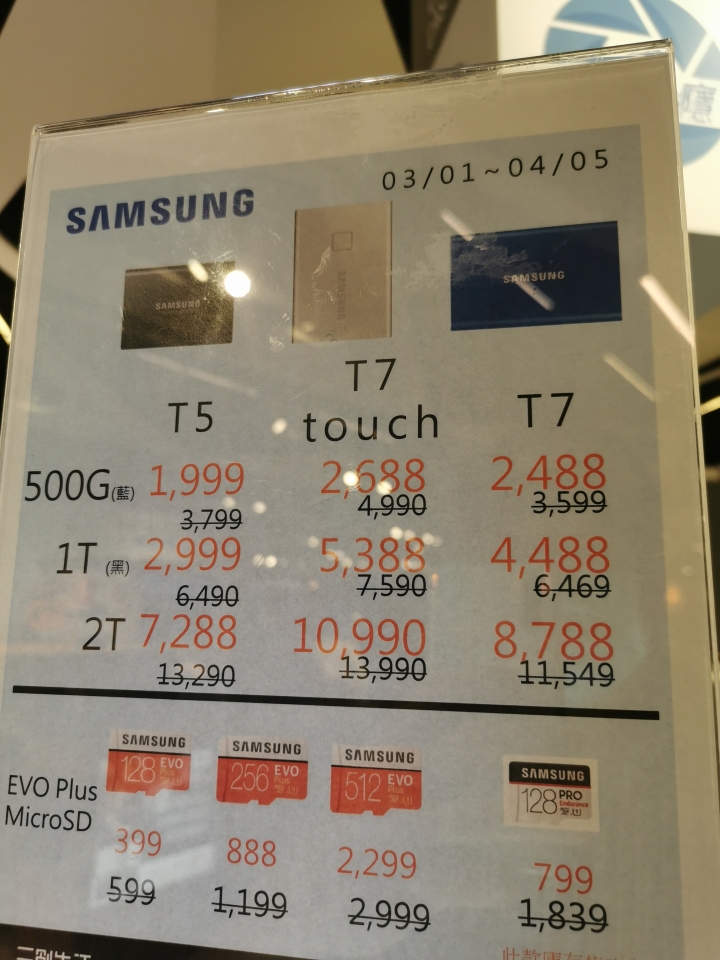 03/01~04/05
SAMSUNG
SAMSUNG
SAMSUNG
SAMSUNG
T5
T7 touch
T7
500G(藍) 1,999 2,688 2,488
3,799 4,990 3,599
1T (黑) 2,999 5,388 4,488
6,490 7,590 6,469
2T 7,288 10,990 8,788
13,290 13,990 11,549
SAMSUNG SAMSUNG SAMSUNG SAMSUNG
128 EVO Plus 256 EVO Plus 512 EVO Plus 128 PRO Endurance
EVO Plus
MicroSD
399 888 2,299 799
599 1,199 2,999 1,839